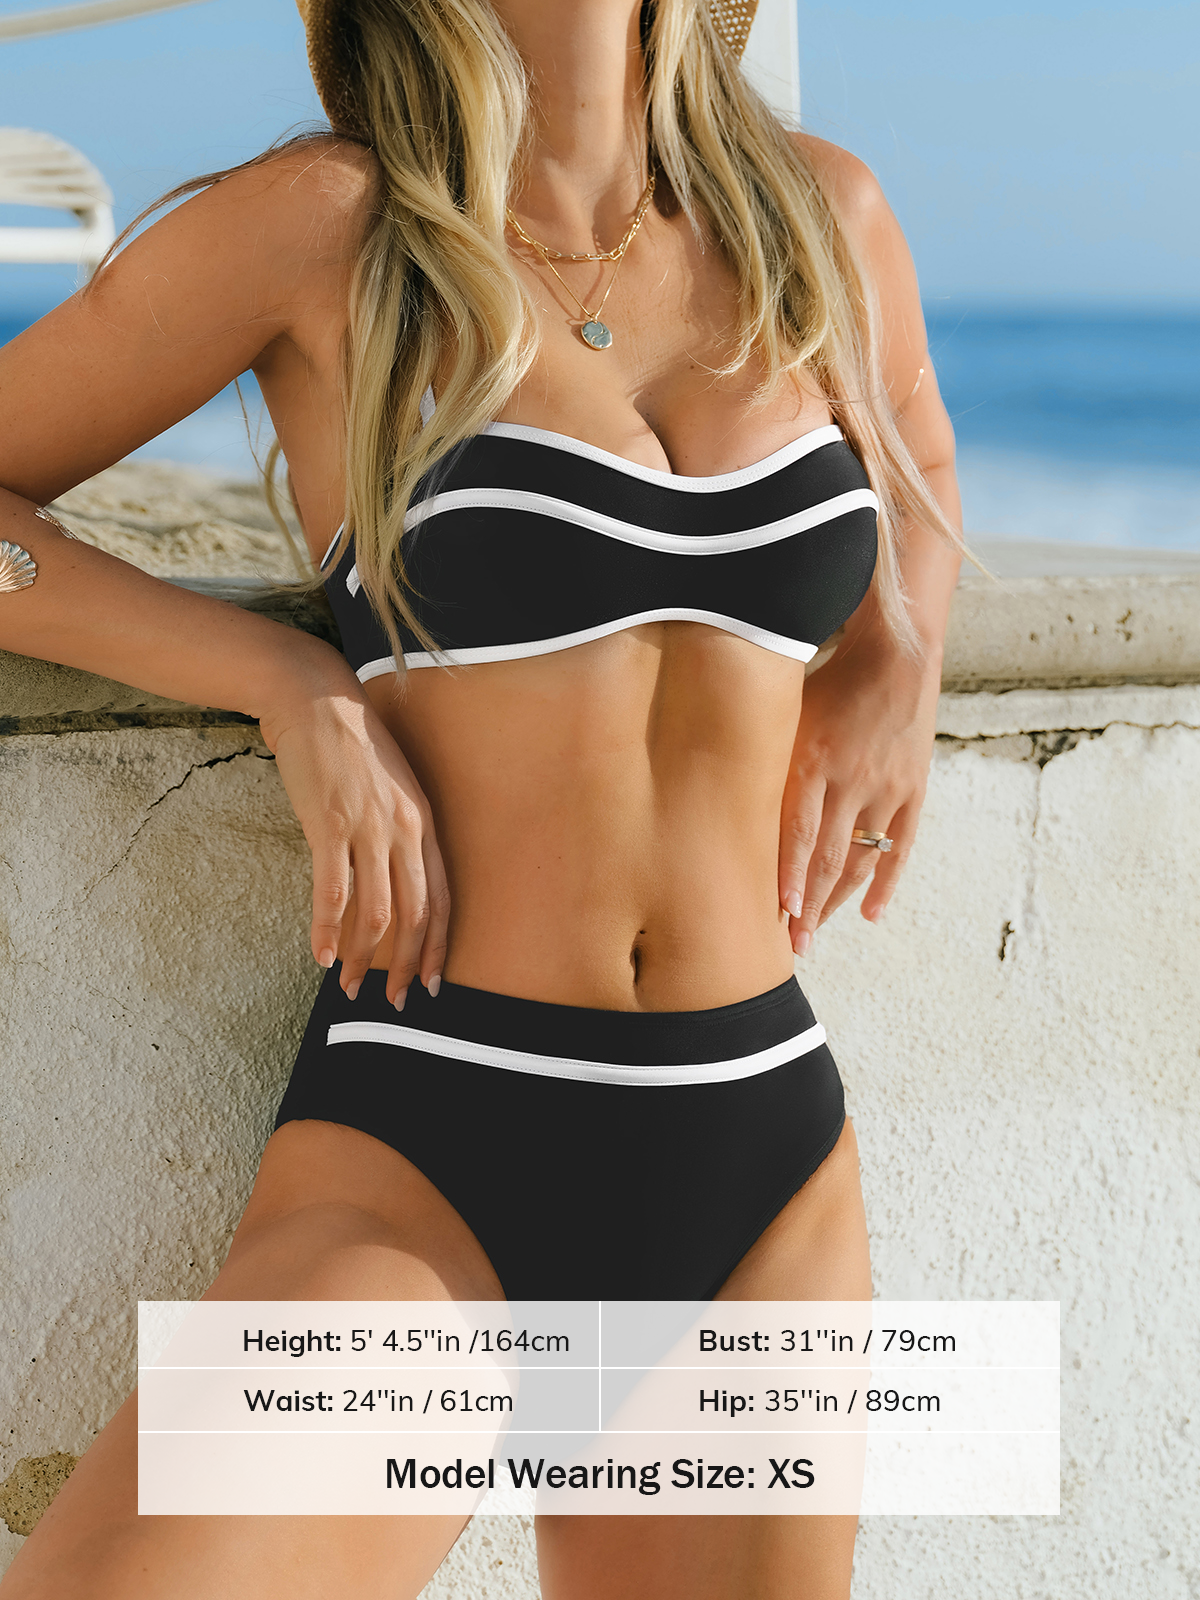 Height: 5' 4.5''in /164cm
Bust: 31''in / 79cm
Waist: 24''in / 61cm
Hip: 35''in / 89cm
Model Wearing Size: XS